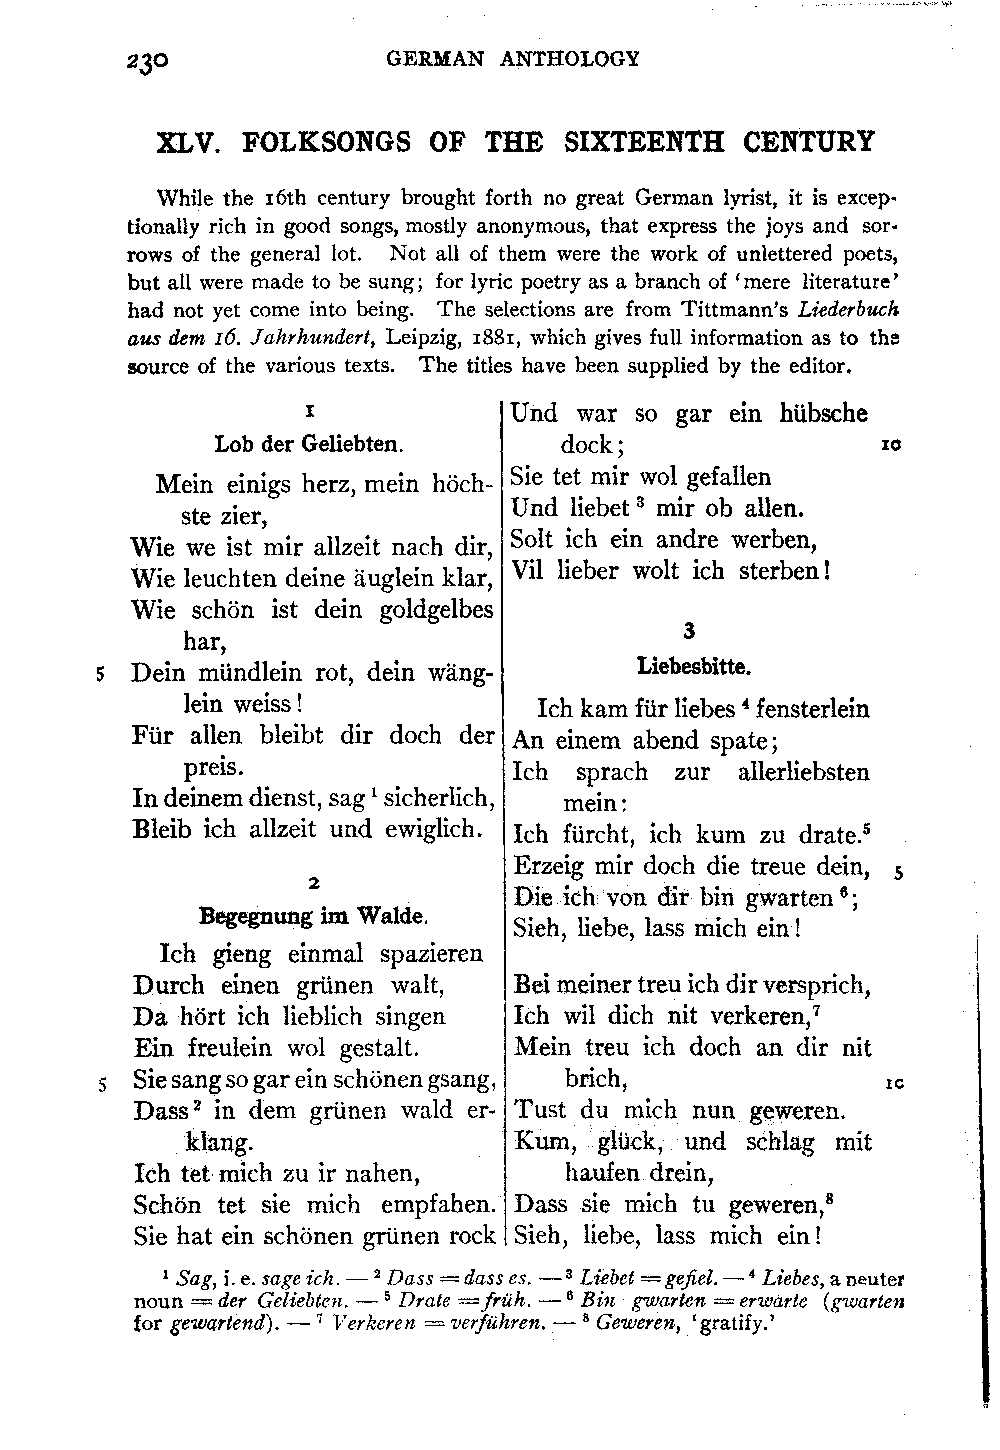 230 GERMAN ANTHOLOGY
XLV. FOLKSONGS OF THE SIXTEENTH CENTURY
While the 16th century brought forth no great German lyrist, it is excep-
tionally rich in good songs, mostly anonymous, that express the joys and sor-
rows of the general lot. Not all of them were the work of unlettered poets,
but all were made to be sung; for lyric poetry as a branch of ‘mere literature’
had not yet come into being. The selections are from Tittmann's Liederbuch
aus dem 16. Jahrhundert, Leipzig, 1881, which gives full information as to the
source of the various texts. The titles have been supplied by the editor.
1
Lob der Geliebten.
Mein einigs herz, mein höch-
ste zier,
Wie we ist mir allzeit nach dir,
Wie leuchten deine äuglein klar,
Wie schön ist dein goldgelbes
har,
5 Dein mündlein rot, dein wäng-
lein weiss!
Für allen bleibt dir doch der
preis.
In deinem dienst, sag¹ sicherlich,
Bleib ich allzeit und ewiglich.
2
Begegnung im Walde.
Ich gieng einmal spazieren
Durch einen grünen walt,
Da hört ich lieblich singen
Ein freulein wol gestalt.
5 Sie sang so gar ein schönen gsang,
Dass² in dem grünen wald er-
klang.
Ich tet mich zu ir nahen,
Schön tet sie mich empfahen.
Sie hat ein schönen grünen rock
Und war so gar ein hübsche
dock; 10
Sie tet mir wol gefallen
Und liebet³ mir ob allen.
Solt ich ein andre werben,
Vil lieber wolt ich sterben!
3
Liebesbitte.
Ich kam für liebes⁴ fensterlein
An einem abend spate;
Ich sprach zur allerliebsten
mein:
Ich fürcht, ich kum zu drate.⁵
Erzeig mir doch die treue dein, 5
Die ich von dir bin gwarten⁶;
Sieh, liebe, lass mich ein!
Bei meiner treu ich dir versprich,
Ich wil dich nit verkeren,⁷
Mein treu ich doch an dir nit
brich, 10
Tust du mich nun geweren.
Kum, glück, und schlag mit
haufen drein,
Dass sie mich tu geweren,⁸
Sieh, liebe, lass mich ein!
¹ Sag, i. e. sage ich. — ² Dass = dass es. — ³ Liebet = gefiel. — ⁴ Liebes, a neuter
noun = der Geliebten. — ⁵ Drate = früh. — ⁶ Bin gwarten = erwarte (gwarten
for gewartend). — ⁷ Verkeren = verführen. — ⁸ Geweren, ‘gratify.’